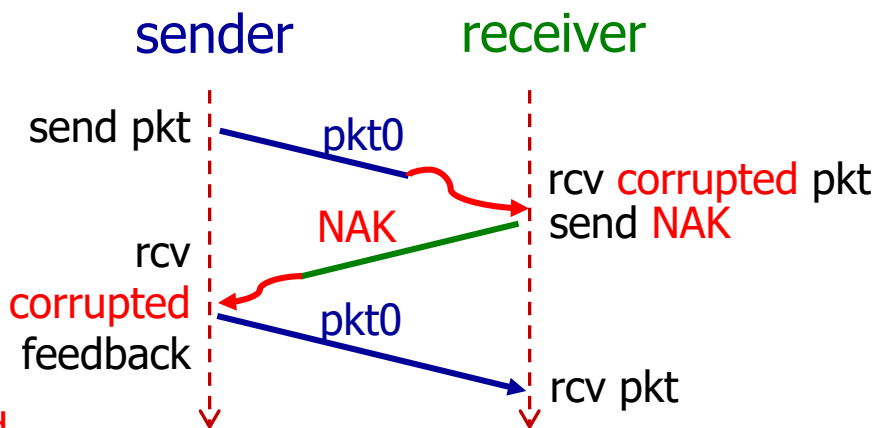 sender
receiver
send pkt
pkt0
rcv corrupted pkt
send NAK
NAK
rcv
corrupted
feedback
pkt0
rcv pkt